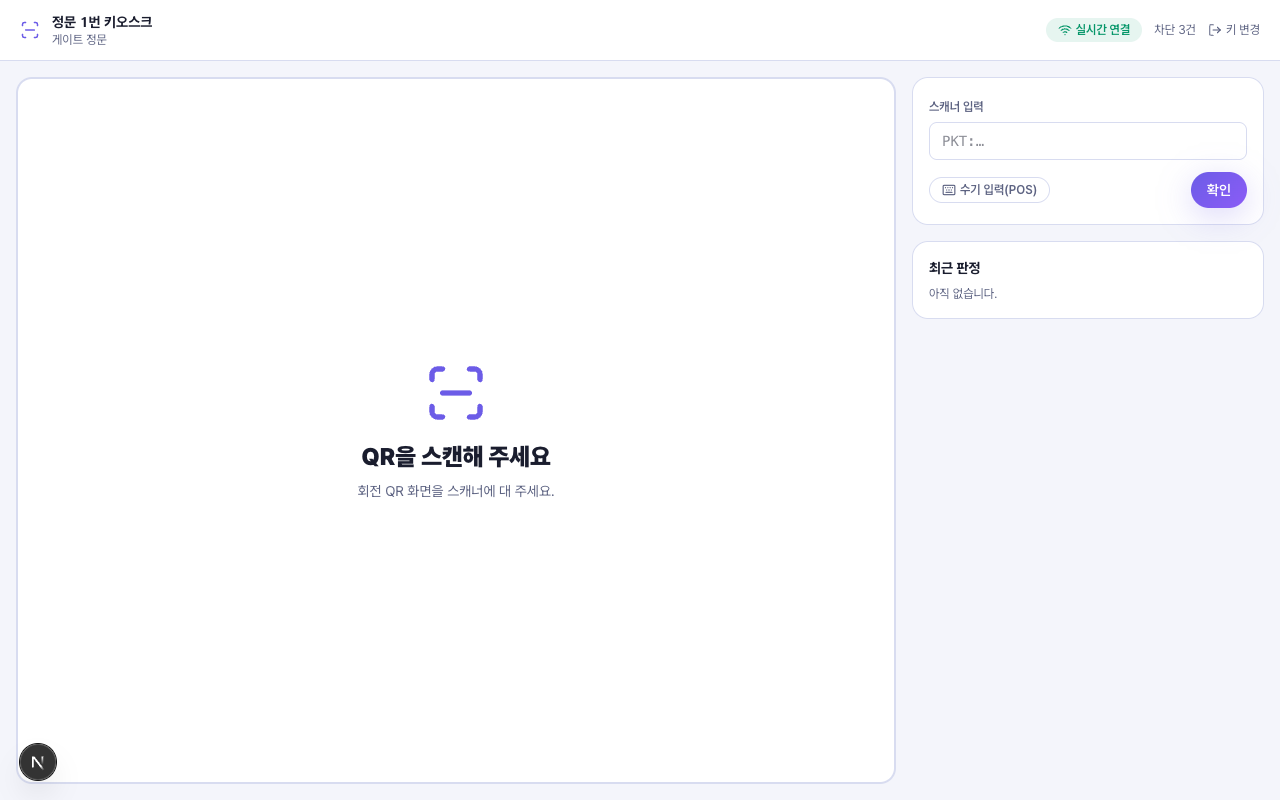 정문 1번 키오스크
게이트 정문
실시간 연결
차단 3건
키 변경
QR을 스캔해 주세요
회전 QR 화면을 스캐너에 대 주세요.
스캐너 입력
PKT:…
수기 입력(POS)
확인
최근 판정
아직 없습니다.
N